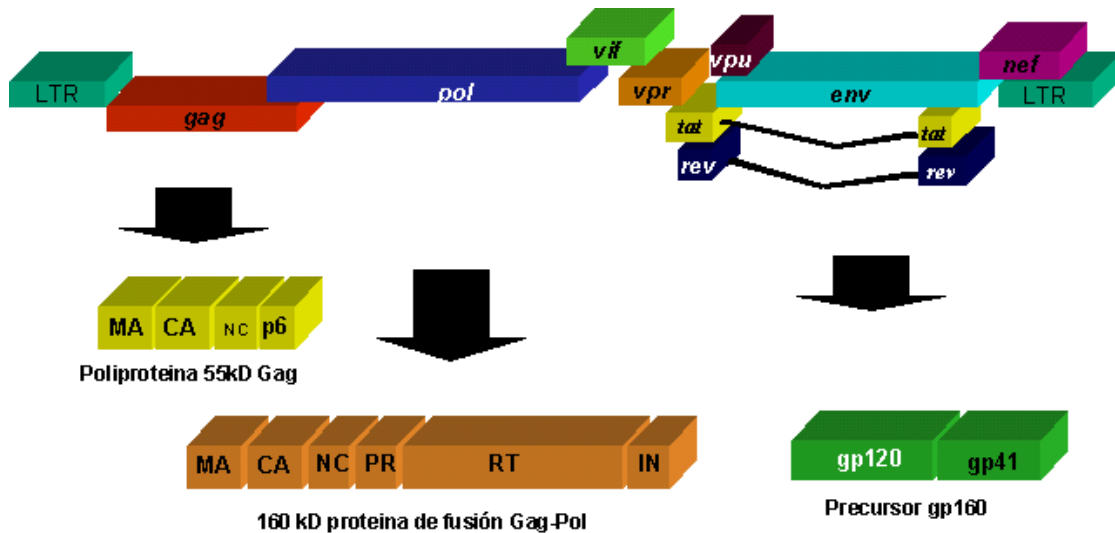 vif
vpu
nef
LTR
pol
vpr
env
LTR
gag
tat
tat
rev
rev
MA CA NC p6
Poliproteina 55kD Gag
MA CA NC PR RT IN
gp120 gp41
160 kD proteina de fusión Gag-Pol
Precursor gp160